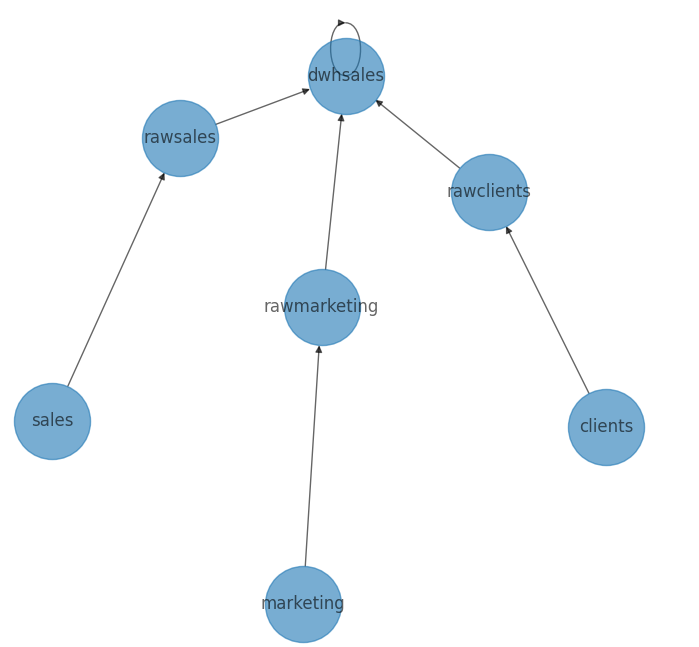 dwhsales
rawsales
rawclients
rawmarketing
sales
clients
marketing